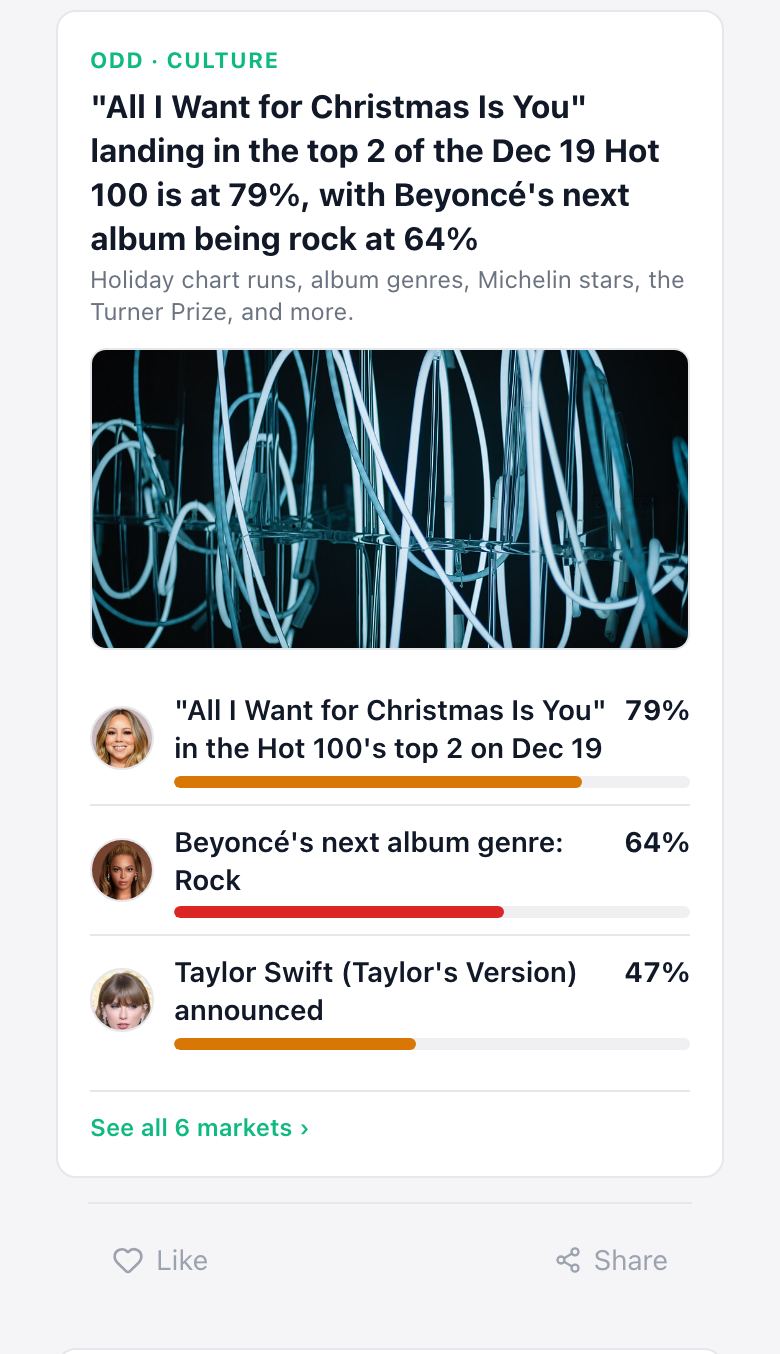 ODD · CULTURE
"All I Want for Christmas Is You"
landing in the top 2 of the Dec 19 Hot
100 is at 79%, with Beyoncé's next
album being rock at 64%
Holiday chart runs, album genres, Michelin stars, the
Turner Prize, and more.
"All I Want for Christmas Is You" 79%
in the Hot 100's top 2 on Dec 19
Beyoncé's next album genre: 64%
Rock
Taylor Swift (Taylor's Version) 47%
announced
See all 6 markets ›
Like Share